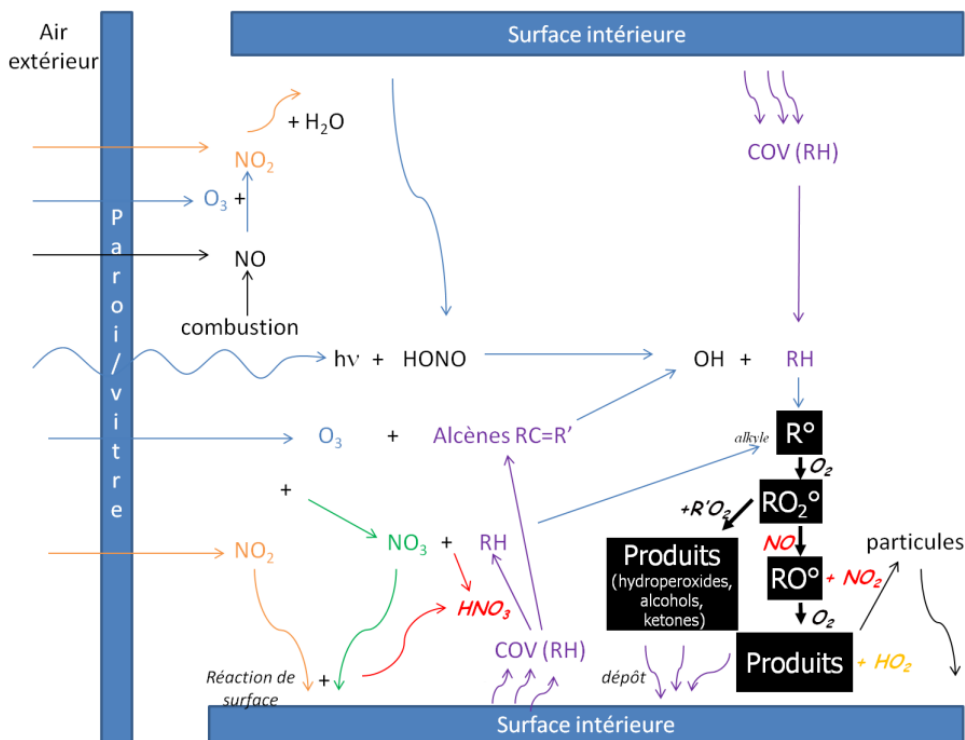 Air
extérieur
Surface intérieure
Paroi/vitre
+ H₂O
NO₂
COV (RH)
O₃ +
NO
combustion
hν + HONO
OH + RH
O₃ + Alcènes RC=R’
alkyle R°
O₂
+
RO₂°
+R’O₂
NO
NO₂
NO₃ + RH
Produits
(hydroperoxides,
alcohols,
ketones)
RO° + NO₂
particules
HNO₃
O₂
COV (RH)
Produits + HO₂
Réaction de
surface
+
dépôt
Surface intérieure